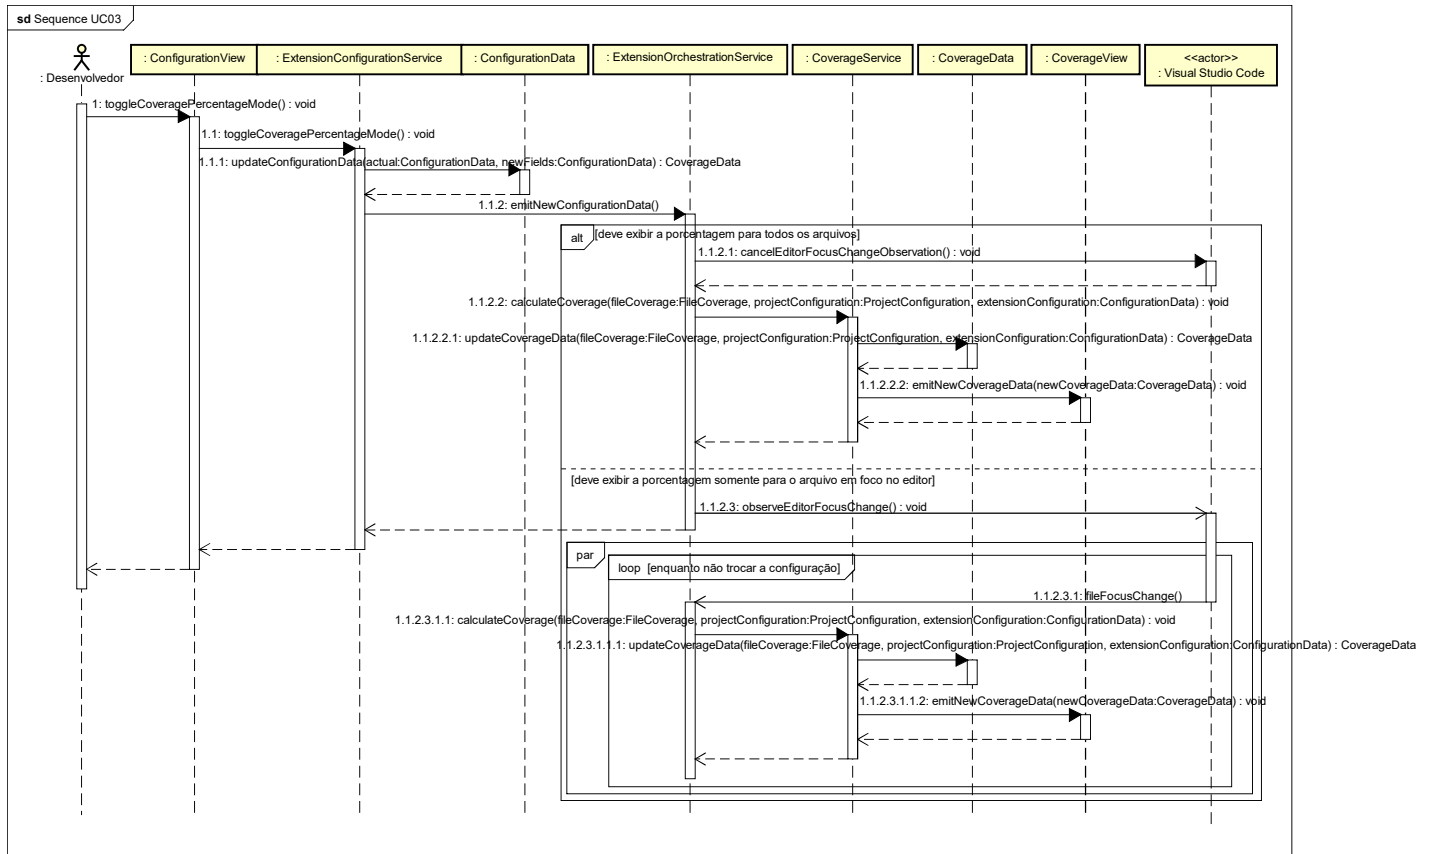 sd Sequence UC03
: Desenvolvedor
: ConfigurationView
: ExtensionConfigurationService
: ConfigurationData
: ExtensionOrchestrationService
: CoverageService
: CoverageData
: CoverageView
<<actor>>
: Visual Studio Code
1: toggleCoveragePercentageMode() : void
1.1: toggleCoveragePercentageMode() : void
1.1.1: updateConfigurationData(actual:ConfigurationData, newFields:ConfigurationData) : CoverageData
1.1.2: emitNewConfigurationData()
alt [deve exibir a porcentagem para todos os arquivos]
1.1.2.1: cancelEditorFocusChangeObservation() : void
1.1.2.2: calculateCoverage(fileCoverage:FileCoverage, projectConfiguration:ProjectConfiguration, extensionConfiguration:ConfigurationData) : void
1.1.2.2.1: updateCoverageData(fileCoverage:FileCoverage, projectConfiguration:ProjectConfiguration, extensionConfiguration:ConfigurationData) : CoverageData
1.1.2.2.2: emitNewCoverageData(newCoverageData:CoverageData) : void
[deve exibir a porcentagem somente para o arquivo em foco no editor]
1.1.2.3: observeEditorFocusChange() : void
par
loop [enquanto não trocar a configuração]
1.1.2.3.1: fileFocusChange()
1.1.2.3.1.1: calculateCoverage(fileCoverage:FileCoverage, projectConfiguration:ProjectConfiguration, extensionConfiguration:ConfigurationData) : void
1.1.2.3.1.1.1: updateCoverageData(fileCoverage:FileCoverage, projectConfiguration:ProjectConfiguration, extensionConfiguration:ConfigurationData) : CoverageData
1.1.2.3.1.1.2: emitNewCoverageData(newCoverageData:CoverageData) : void